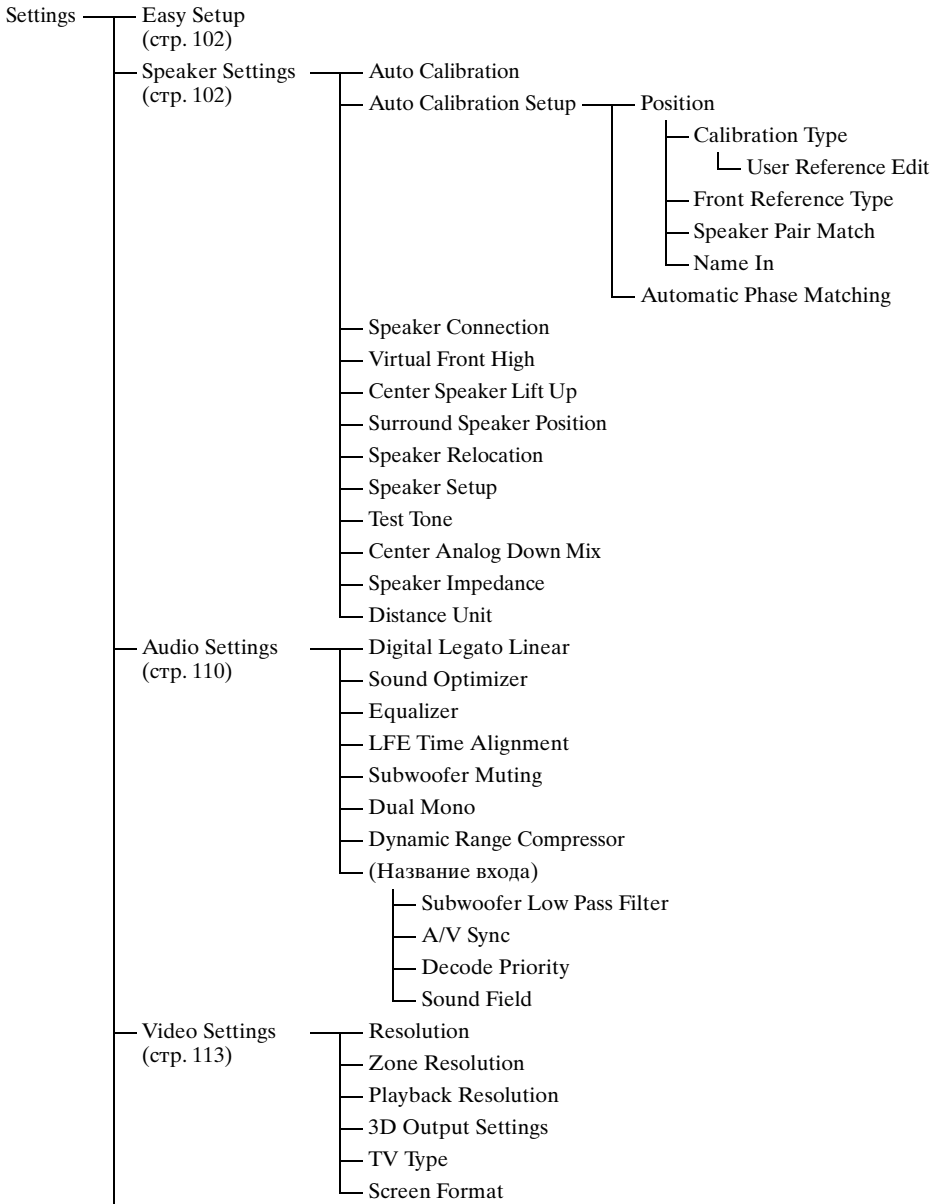 Settings
Easy Setup
(стр. 102)
Speaker Settings
(стр. 102)
Auto Calibration
Auto Calibration Setup
Position
Calibration Type
User Reference Edit
Front Reference Type
Speaker Pair Match
Name In
Automatic Phase Matching
Speaker Connection
Virtual Front High
Center Speaker Lift Up
Surround Speaker Position
Speaker Relocation
Speaker Setup
Test Tone
Center Analog Down Mix
Speaker Impedance
Distance Unit
Audio Settings
(стр. 110)
Digital Legato Linear
Sound Optimizer
Equalizer
LFE Time Alignment
Subwoofer Muting
Dual Mono
Dynamic Range Compressor
(Название входа)
Subwoofer Low Pass Filter
A/V Sync
Decode Priority
Sound Field
Video Settings
(стр. 113)
Resolution
Zone Resolution
Playback Resolution
3D Output Settings
TV Type
Screen Format